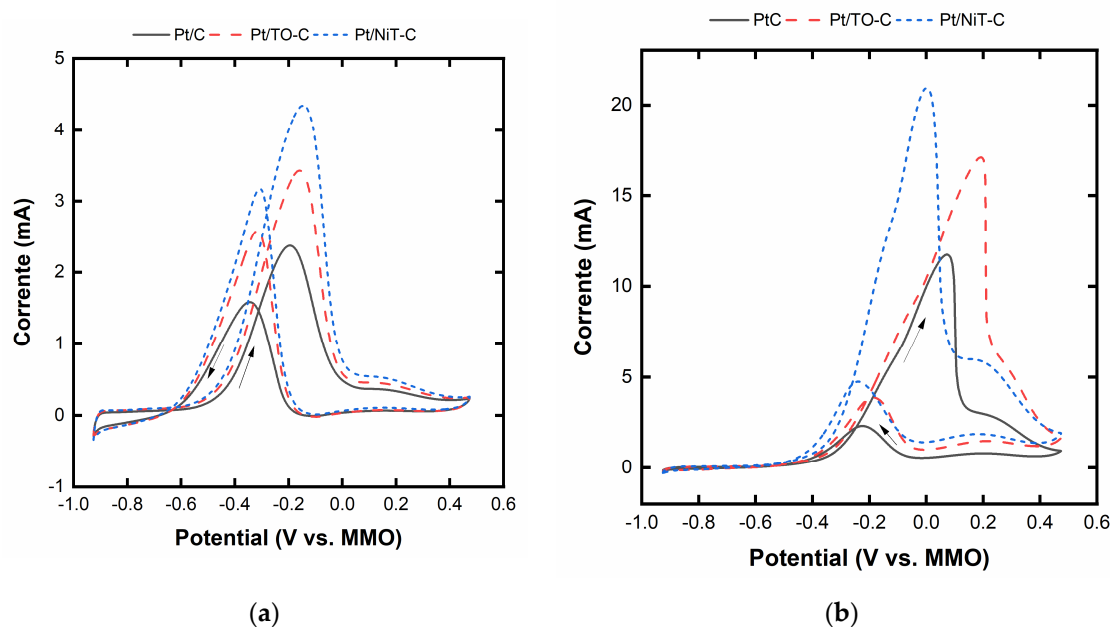 Pt/C Pt/TO-C Pt/NiT-C
5
4
3
2
1
0
-1
Corrente (mA)
-1.0 -0.8 -0.6 -0.4 -0.2 0.0 0.2 0.4 0.6
Potential (V vs. MMO)
(a)
PtC Pt/TO-C Pt/NiT-C
20
15
10
5
0
Corrente (mA)
-1.0 -0.8 -0.6 -0.4 -0.2 0.0 0.2 0.4 0.6
Potential (V vs. MMO)
(b)